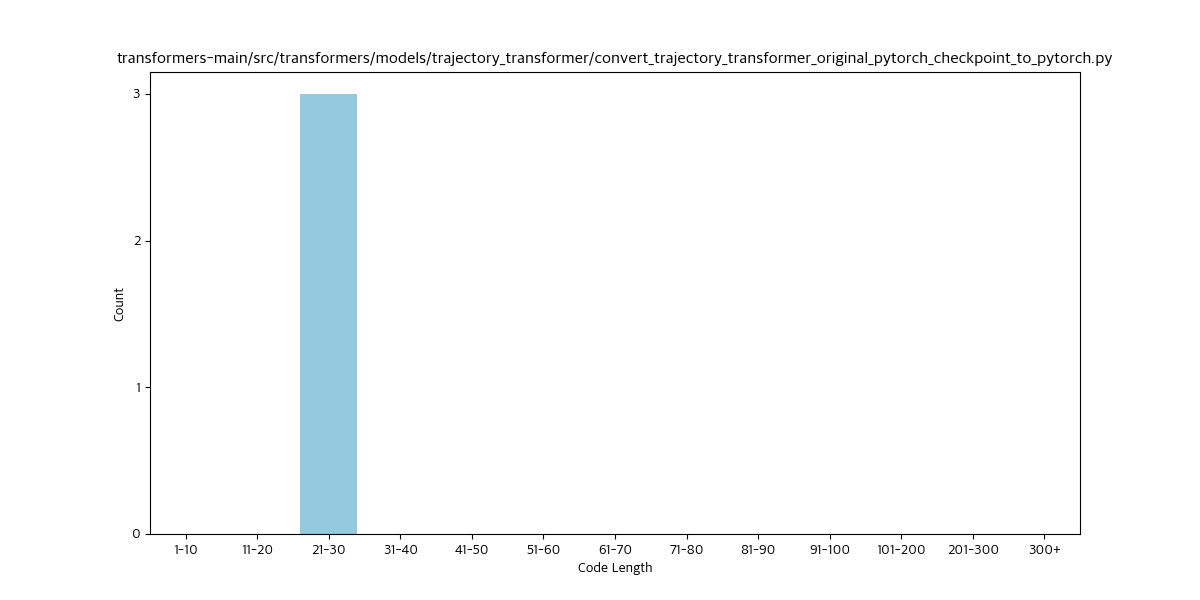 transformers-main/src/transformers/models/trajectory_transformer/convert_trajectory_transformer_original_pytorch_checkpoint_to_pytorch.py
3
2
1
0
Count
1-10 11-20 21-30 31-40 41-50 51-60 61-70 71-80 81-90 91-100 101-200 201-300 300+
Code Length